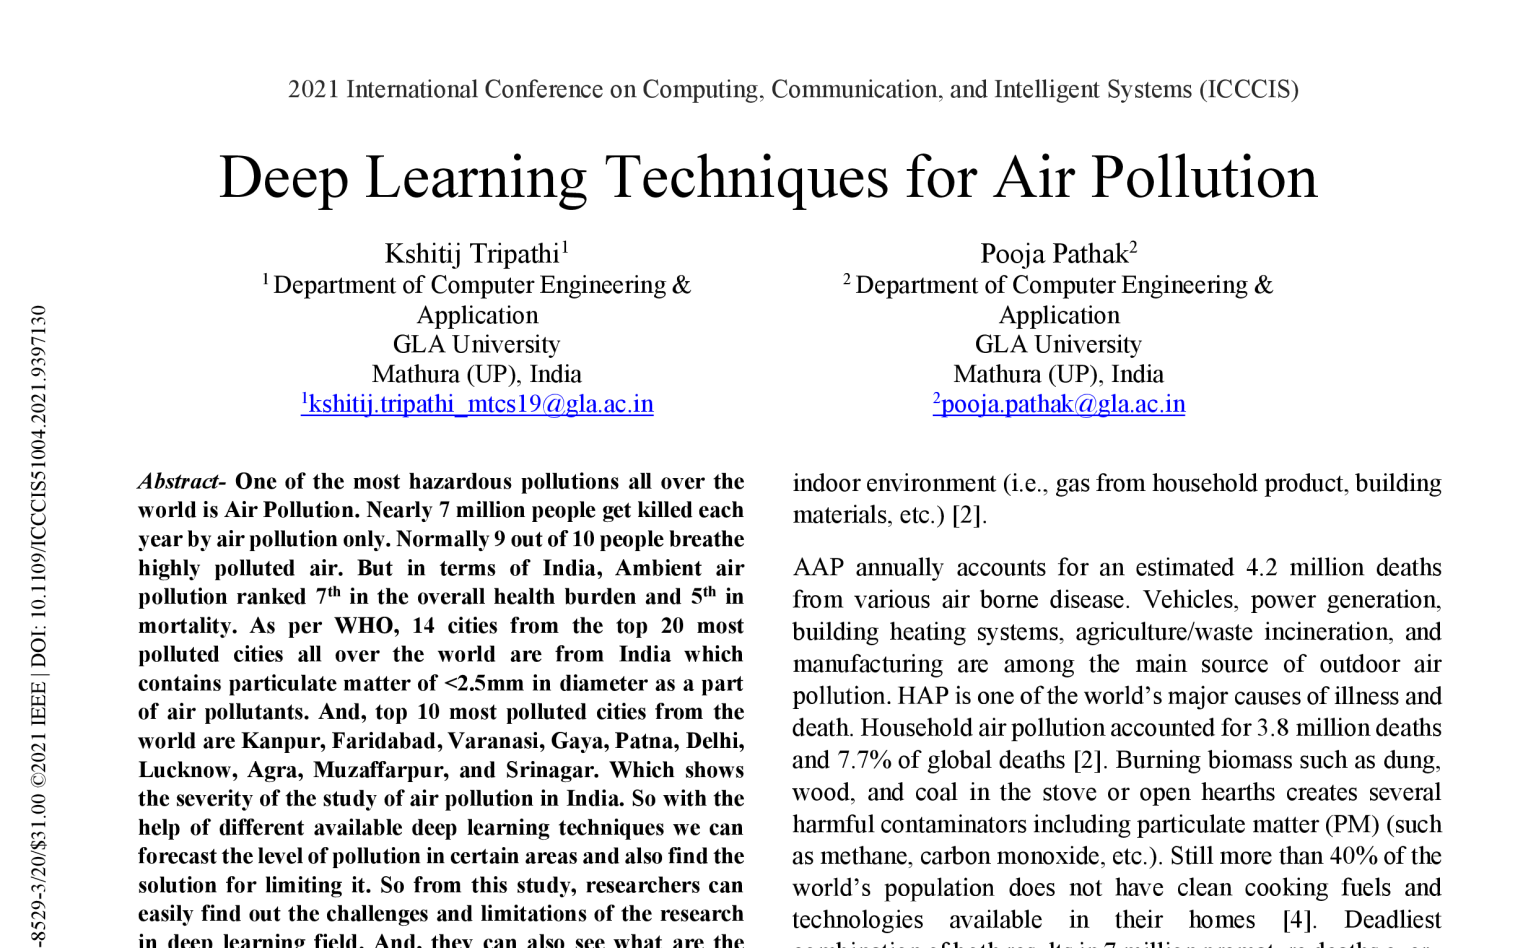 2021 International Conference on Computing, Communication, and Intelligent Systems (ICCCIS)
Deep Learning Techniques for Air Pollution
Kshitij Tripathi1
1 Department of Computer Engineering &
Application
GLA University
Mathura (UP), India
1kshitij.tripathi_mtcs19@gla.ac.in
Pooja Pathak2
2 Department of Computer Engineering &
Application
GLA University
Mathura (UP), India
2pooja.pathak@gla.ac.in
Abstract- One of the most hazardous pollutions all over the
world is Air Pollution. Nearly 7 million people get killed each
year by air pollution only. Normally 9 out of 10 people breathe
highly polluted air. But in terms of India, Ambient air
pollution ranked 7th in the overall health burden and 5th in
mortality. As per WHO, 14 cities from the top 20 most
polluted cities all over the world are from India which
contains particulate matter of <2.5mm in diameter as a part
of air pollutants. And, top 10 most polluted cities from the
world are Kanpur, Faridabad, Varanasi, Gaya, Patna, Delhi,
Lucknow, Agra, Muzaffarpur, and Srinagar. Which shows
the severity of the study of air pollution in India. So with the
help of different available deep learning techniques we can
forecast the level of pollution in certain areas and also find the
solution for limiting it. So from this study, researchers can
easily find out the challenges and limitations of the research
in deep learning field. And, they can also see what are the
indoor environment (i.e., gas from household product, building
materials, etc.) [2].
AAP annually accounts for an estimated 4.2 million deaths
from various air borne disease. Vehicles, power generation,
building heating systems, agriculture/waste incineration, and
manufacturing are among the main source of outdoor air
pollution. HAP is one of the world's major causes of illness and
death. Household air pollution accounted for 3.8 million deaths
and 7.7% of global deaths [2]. Burning biomass such as dung,
wood, and coal in the stove or open hearths creates several
harmful contaminators including particulate matter (PM) (such
as methane, carbon monoxide, etc.). Still more than 40% of the
world's population does not have clean cooking fuels and
technologies available in their homes [4]. Deadliest
-8529-3/20/$31.00 ©2021 IEEE | DOI: 10.1109/ICCCIS51004.2021.9397130